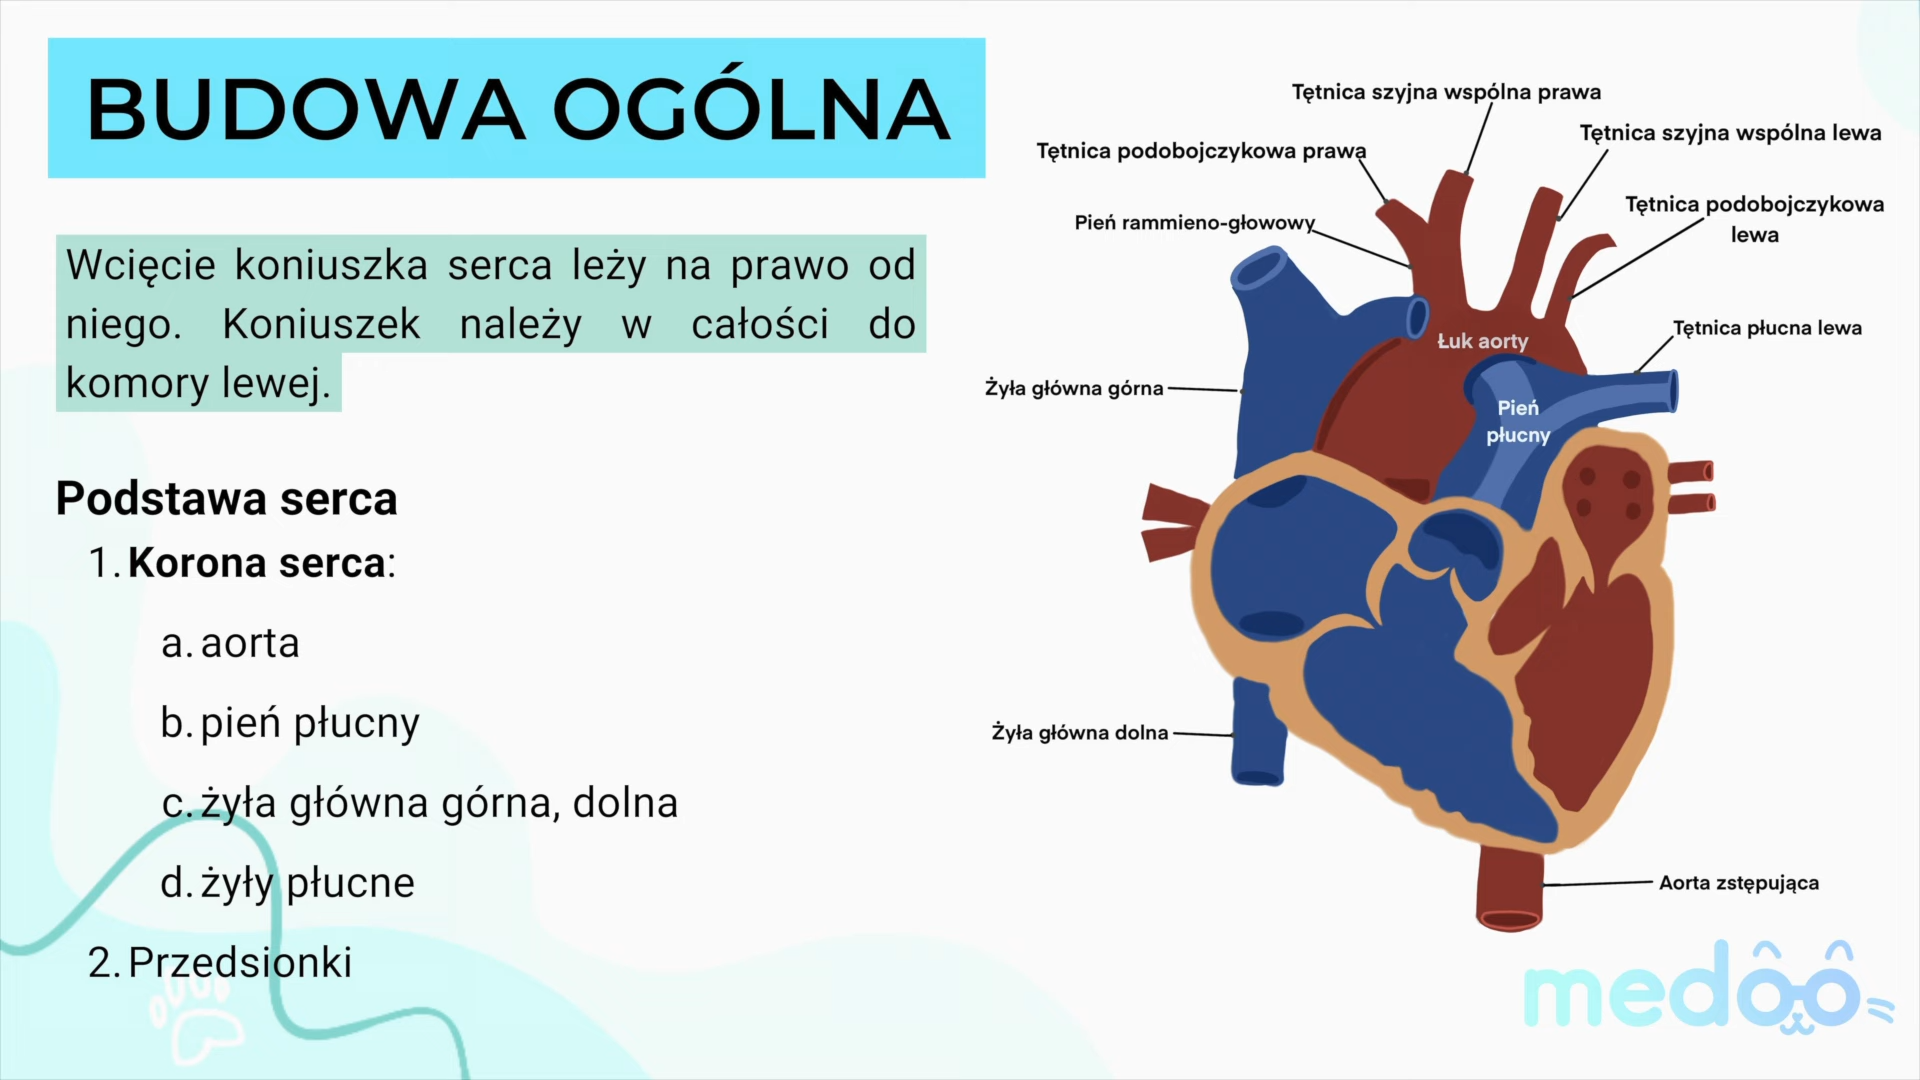 BUDOWA OGÓLNA
Wcięcie koniuszka serca leży na prawo od
niego. Koniuszek należy w całości do
komory lewej.
Podstawa serca
1. Korona serca:
a. aorta
b. pień płucny
c. żyła główna górna, dolna
d. żyły płucne
2. Przedsionki
Tętnica szyjna wspólna prawa
Tętnica szyjna wspólna lewa
Tętnica podobojczykowa prawa
Tętnica podobojczykowa
lewa
Pień rammieno-głowowy
Tętnica płucna lewa
Łuk aorty
Żyła główna górna
Pień
płucny
Żyła główna dolna
Aorta zstępująca
medoo